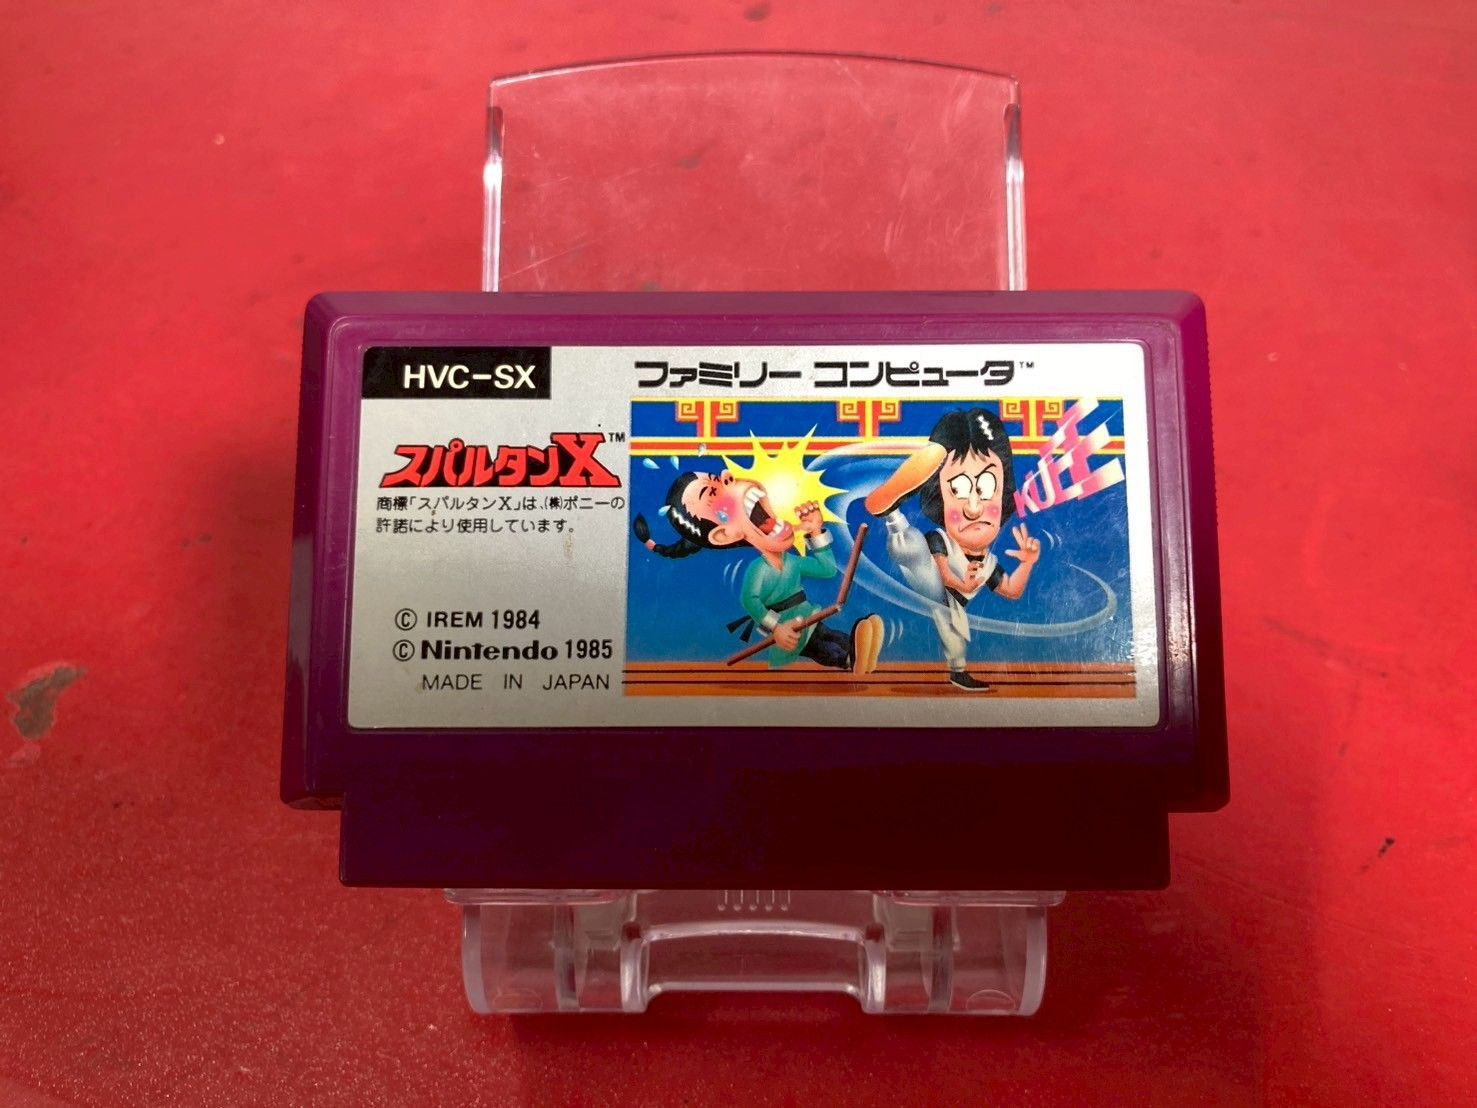 HVC-SX
ファミリー コンピュータ™
スパルタンX™
商標「スパルタンX」は、㈱ポニーの
許諾により使用しています。
© IREM 1984
© Nintendo 1985
MADE IN JAPAN